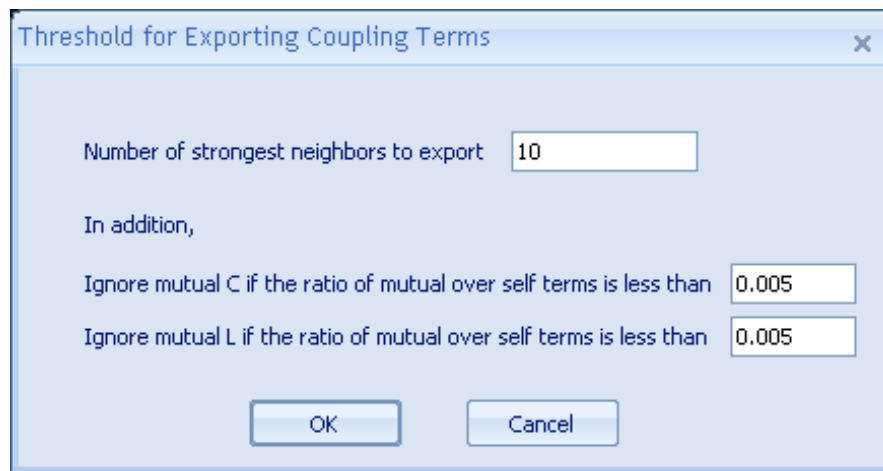 Threshold for Exporting Coupling Terms
Number of strongest neighbors to export 10
In addition,
Ignore mutual C if the ratio of mutual over self terms is less than 0.005
Ignore mutual L if the ratio of mutual over self terms is less than 0.005
OK Cancel